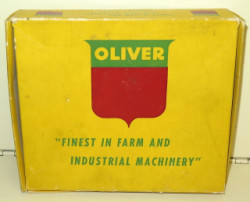 OLIVER
"FINEST IN FARM AND
INDUSTRIAL MACHINERY"